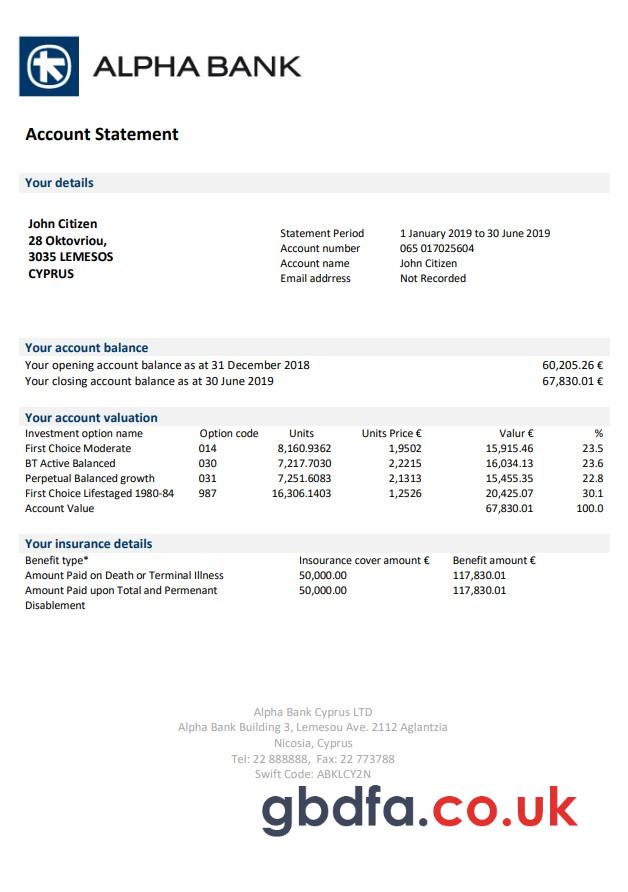 ALPHA BANK
Account Statement
Your details
John Citizen
28 Oktovriou,
3035 LEMESOS
CYPRUS
Statement Period 1 January 2019 to 30 June 2019
Account number 065 017025604
Account name John Citizen
Email addrress Not Recorded
Your account balance
Your opening account balance as at 31 December 2018 60,205.26 €
Your closing account balance as at 30 June 2019 67,830.01 €
Your account valuation
Investment option name Option code Units Units Price € Valur € %
First Choice Moderate 014 8,160.9362 1,9502 15,915.46 23.5
BT Active Balanced 030 7,217.7030 2,2215 16,034.13 23.6
Perpetual Balanced growth 031 7,251.6083 2,1313 15,455.35 22.8
First Choice Lifestaged 1980-84 987 16,306.1403 1,2526 20,425.07 30.1
Account Value 67,830.01 100.0
Your insurance details
Benefit type* Insourance cover amount € Benefit amount €
Amount Paid on Death or Terminal Illness 50,000.00 117,830.01
Amount Paid upon Total and Permenant 50,000.00 117,830.01
Disablement
Alpha Bank Cyprus LTD
Alpha Bank Building 3, Lemesou Ave. 2112 Aglantzia
Nicosia, Cyprus
Tel: 22 888888, Fax: 22 773788
Swift Code: ABKLCY2N
gbdfa.co.uk